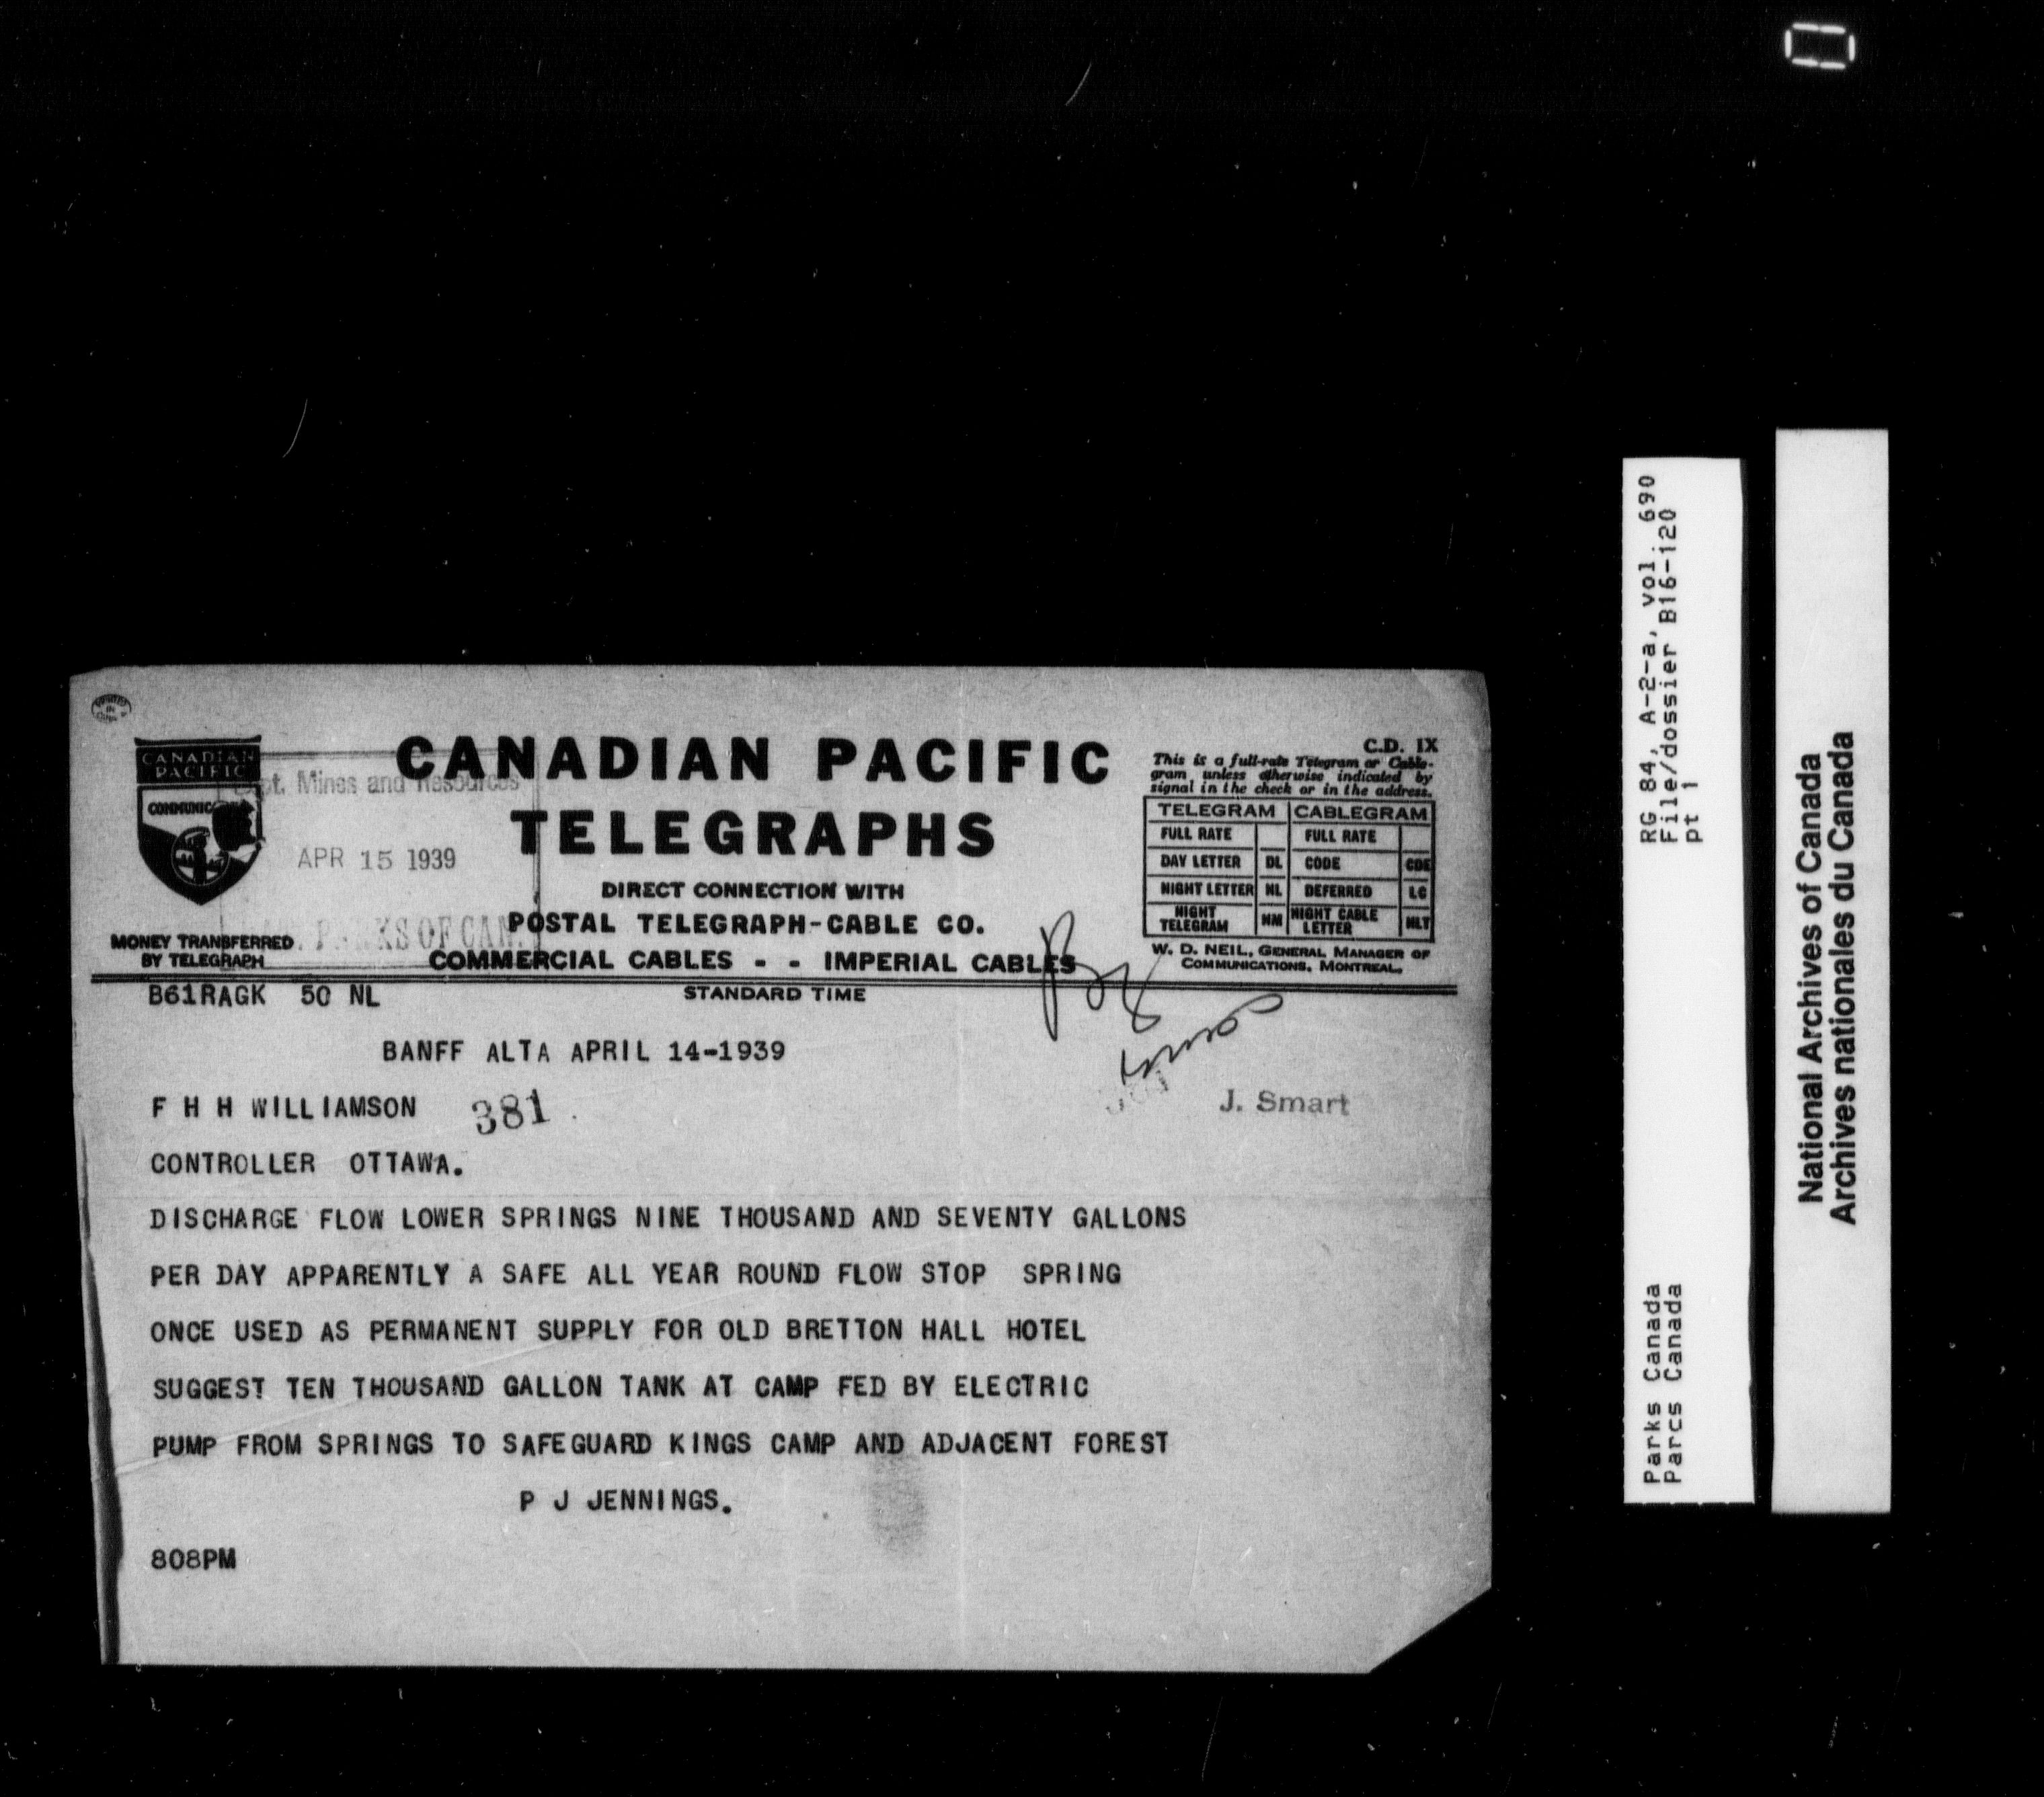 CANADIAN
PACIFIC
Mines and Resources
APR 15 1939
PARKS OF CAN.
MONEY TRANSFERRED
BY TELEGRAPH
CANADIAN PACIFIC
TELEGRAPHS
DIRECT CONNECTION WITH
POSTAL TELEGRAPH-CABLE CO.
COMMERCIAL CABLES - - IMPERIAL CABLES
STANDARD TIME
C.D. IX
This is a full-rate Telegram or Cable-
gram unless otherwise indicated by
signal in the check or in the address.
TELEGRAM CABLEGRAM
FULL RATE FULL RATE
DAY LETTER DL CODE CDE
NIGHT LETTER NL DEFERRED LC
NIGHT TELEGRAM NM NIGHT CABLE LETTER NLT
W. D. NEIL, GENERAL MANAGER OF
COMMUNICATIONS, MONTREAL.
B61RAGK 50 NL
BANFF ALTA APRIL 14-1939
F H H WILLIAMSON 381
J. Smart
CONTROLLER OTTAWA.
DISCHARGE FLOW LOWER SPRINGS NINE THOUSAND AND SEVENTY GALLONS
PER DAY APPARENTLY A SAFE ALL YEAR ROUND FLOW STOP SPRING
ONCE USED AS PERMANENT SUPPLY FOR OLD BRETTON HALL HOTEL
SUGGEST TEN THOUSAND GALLON TANK AT CAMP FED BY ELECTRIC
PUMP FROM SPRINGS TO SAFEGUARD KINGS CAMP AND ADJACENT FOREST
P J JENNINGS.
808PM
RG 84, A-2-a, vol. 690
File/dossier B16-120
pt 1
Parks Canada
Parcs Canada
National Archives of Canada
Archives nationales du Canada